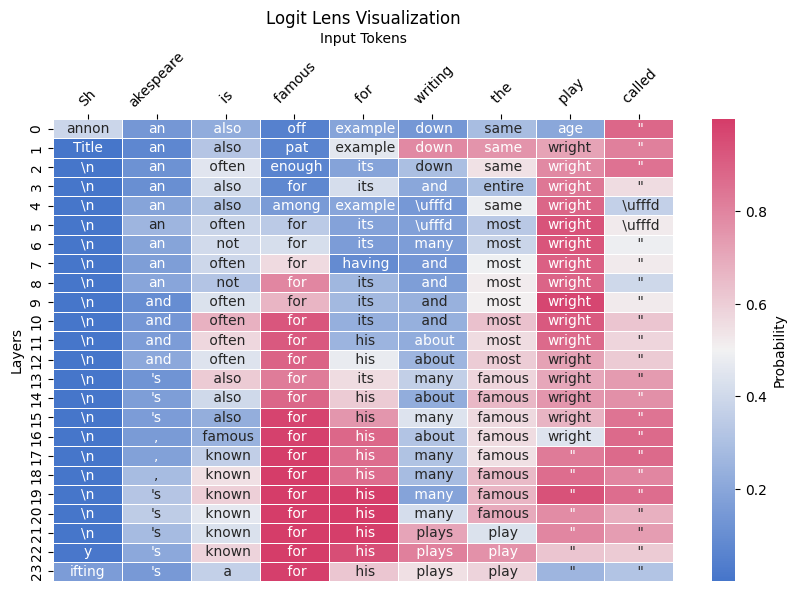 Logit Lens Visualization
Input Tokens
Sh akespeare is famous for writing the play called
0 annon an also off example down same age "
1 Title an also pat example down same wright "
2 \n an often enough its down same wright "
3 \n an also for its and entire wright "
4 \n an also among example \ufffd same wright \ufffd
5 \n an often for its \ufffd most wright \ufffd
6 \n an not for its many most wright "
7 \n an often for having and most wright "
8 \n an not for its and most wright "
9 \n and often for its and most wright "
10 \n and often for its and most wright "
11 \n and often for his about most wright "
12 \n and often for his about most wright "
13 \n 's also for its many famous wright "
14 \n 's also for his about famous wright "
15 \n 's also for his many famous wright "
16 \n , famous for his about famous wright "
17 \n , known for his many famous " "
18 \n , known for his many famous " "
19 \n 's known for his many famous " "
20 \n 's known for his many famous " "
21 \n 's known for his plays play " "
22 y 's known for his plays play " "
23 ifting 's a for his plays play " "
Layers
0.8
0.6
0.4
0.2
Probability